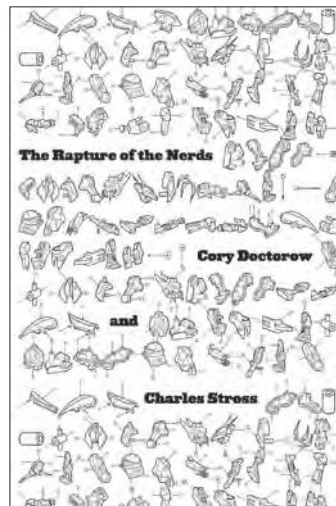 The Rapture of the Nerds
Cory Doctorow
and
Charles Stross